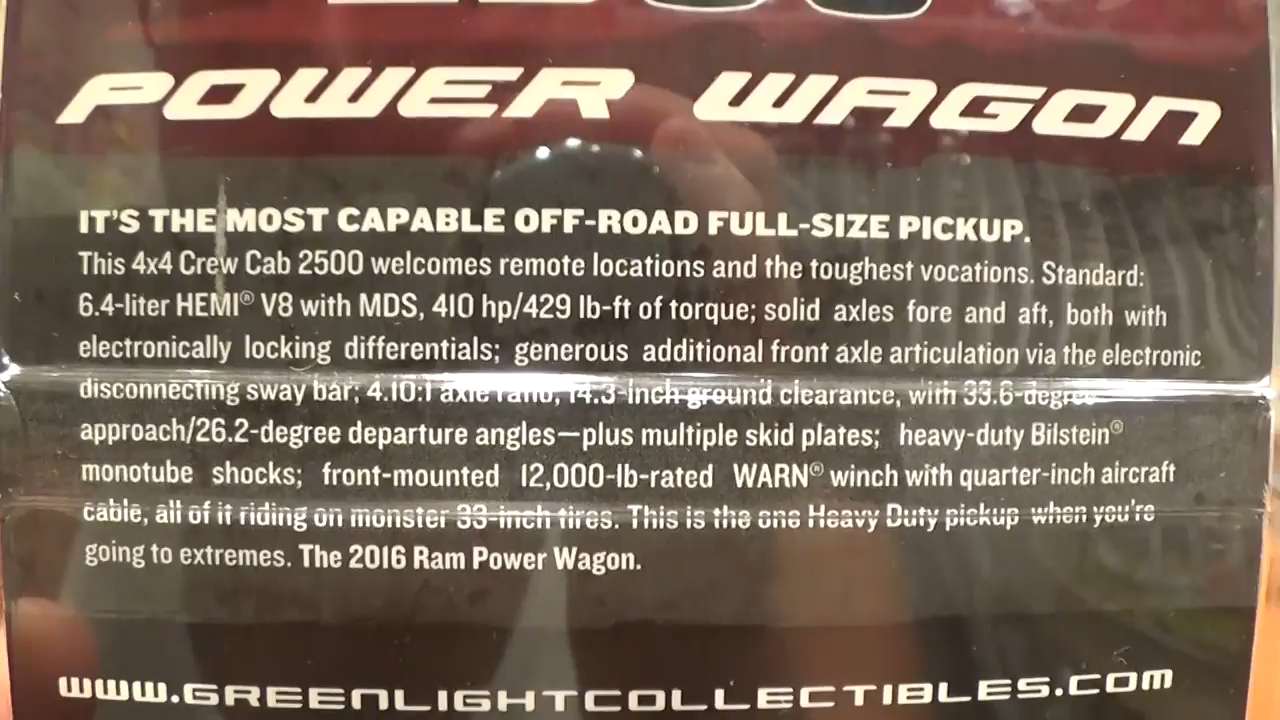 POWER WAGON
IT'S THE MOST CAPABLE OFF-ROAD FULL-SIZE PICKUP.
This 4x4 Crew Cab 2500 welcomes remote locations and the toughest vocations. Standard:
6.4-liter HEMI® V8 with MDS, 410 hp/429 lb-ft of torque; solid axles fore and aft, both with
electronically locking differentials; generous additional front axle articulation via the electronic
disconnecting sway bar; 4.10:1 axle ratio; 14.3-inch ground clearance, with 33.6-degree
approach/26.2-degree departure angles—plus multiple skid plates; heavy-duty Bilstein®
monotube shocks; front-mounted 12,000-lb-rated WARN® winch with quarter-inch aircraft
cable, all of it riding on monster 33-inch tires. This is the one Heavy Duty pickup when you're
going to extremes. The 2016 Ram Power Wagon.
www.GREENLIGHTCOLLECTIBLES.com